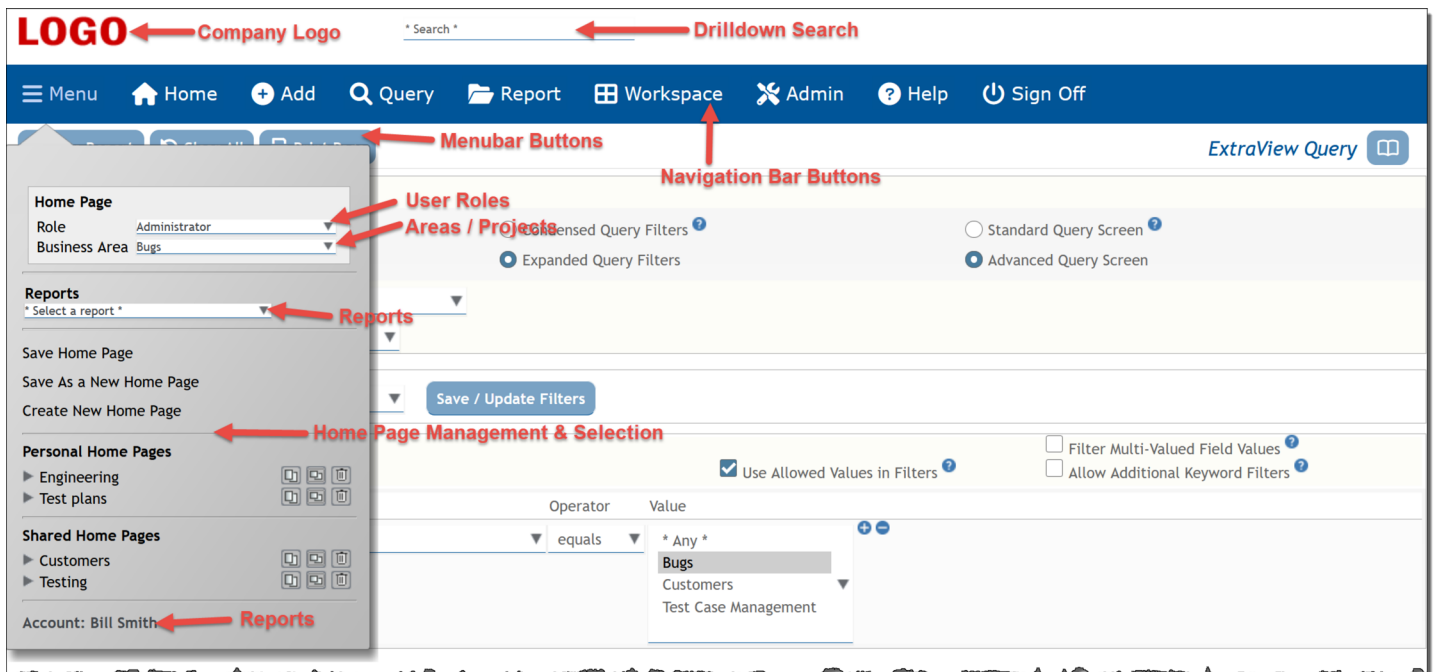 LOGO Company Logo * Search * Drilldown Search
Menu Home Add Query Report Workspace Admin Help Sign Off
Menubar Buttons
ExtraView Query
Navigation Bar Buttons
Home Page
User Roles
Role Administrator
Areas / Projects
Business Area Bugs
Condensed Query Filters ?
Standard Query Screen ?
Expanded Query Filters
Advanced Query Screen
Reports
* Select a report *
Reports
Save Home Page
Save As a New Home Page
Save / Update Filters
Create New Home Page
Home Page Management & Selection
Personal Home Pages
Filter Multi-Valued Field Values ?
Engineering
Use Allowed Values in Filters ?
Allow Additional Keyword Filters ?
Test plans
Operator Value
Shared Home Pages
equals
* Any *
Customers
Bugs
Testing
Customers
Test Case Management
Account: Bill Smith
Reports